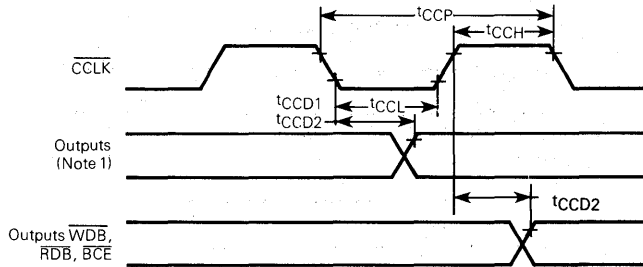 tCCP
tCCH
CCLK
tCCD1
tCCL
tCCD2
Outputs
(Note 1)
tCCD2
Outputs WDB,
RDB, BCE